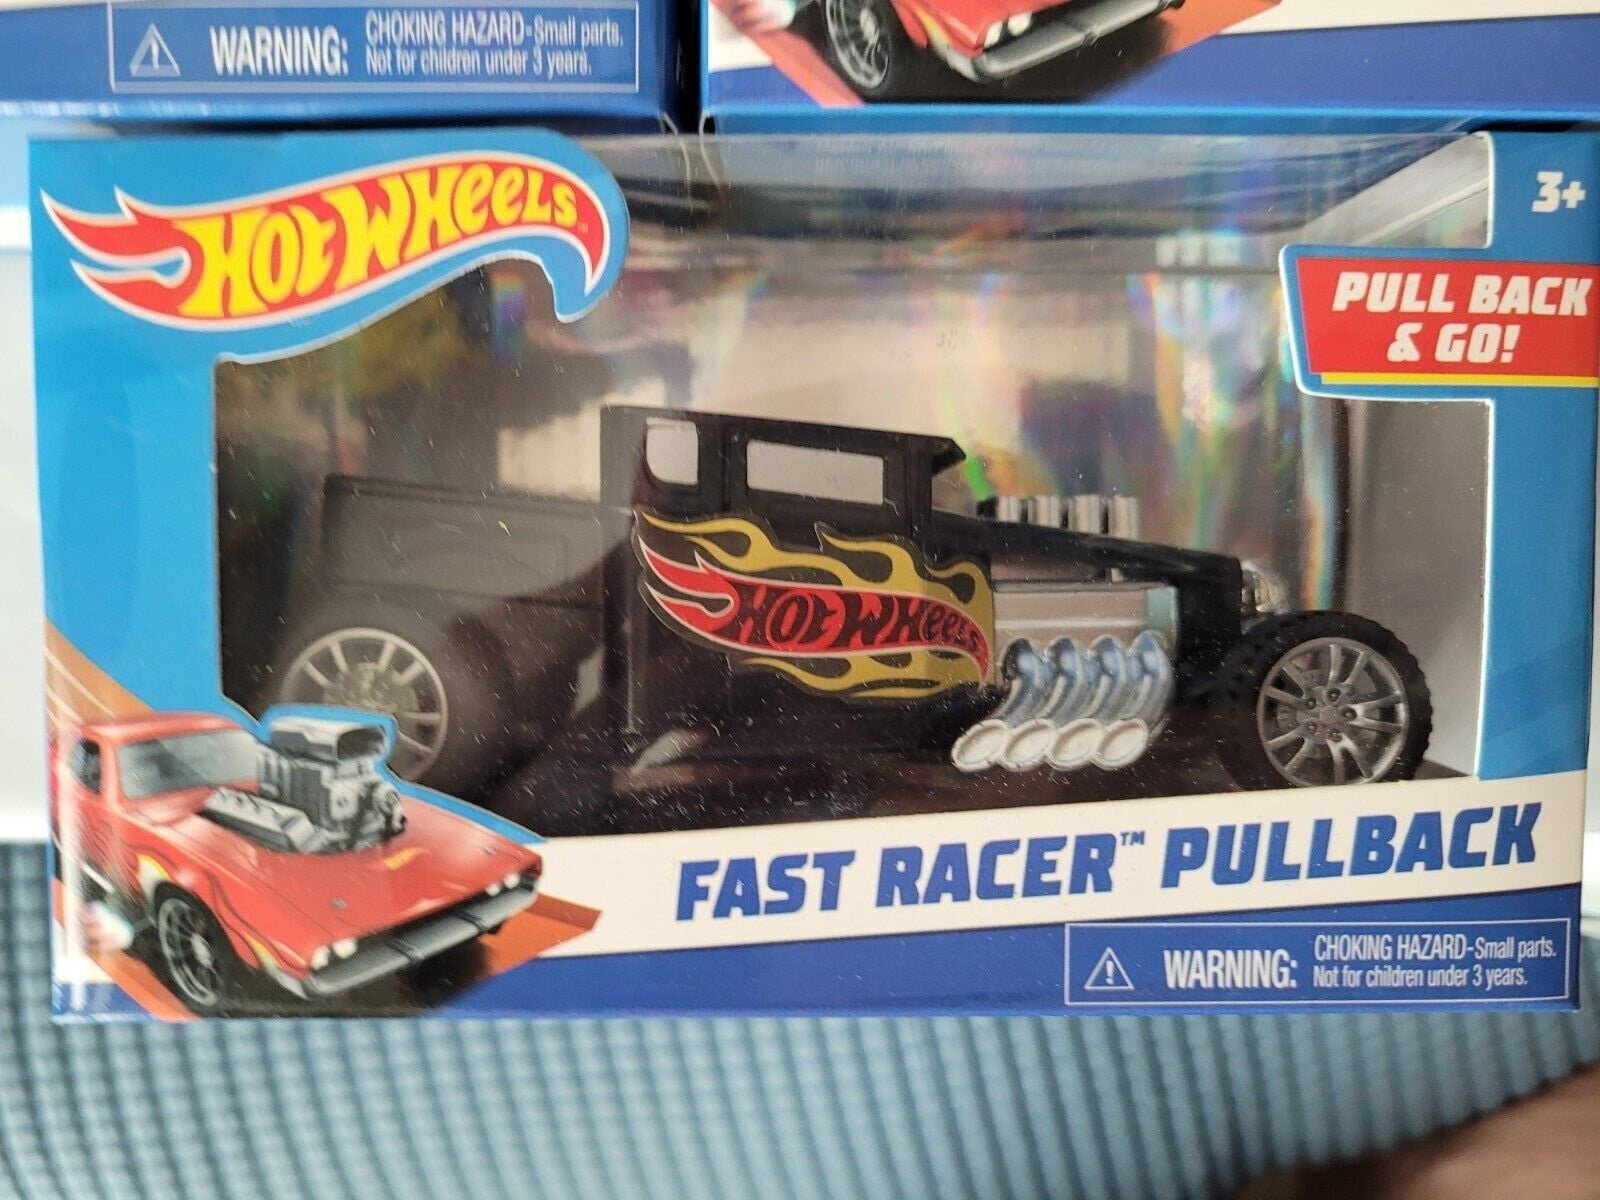 WARNING: CHOKING HAZARD-Small parts.
Not for children under 3 years.
HOT WHEELS™
3+
PULL BACK
& GO!
HOT WHEELS
FAST RACER™ PULLBACK
WARNING: CHOKING HAZARD-Small parts.
Not for children under 3 years.